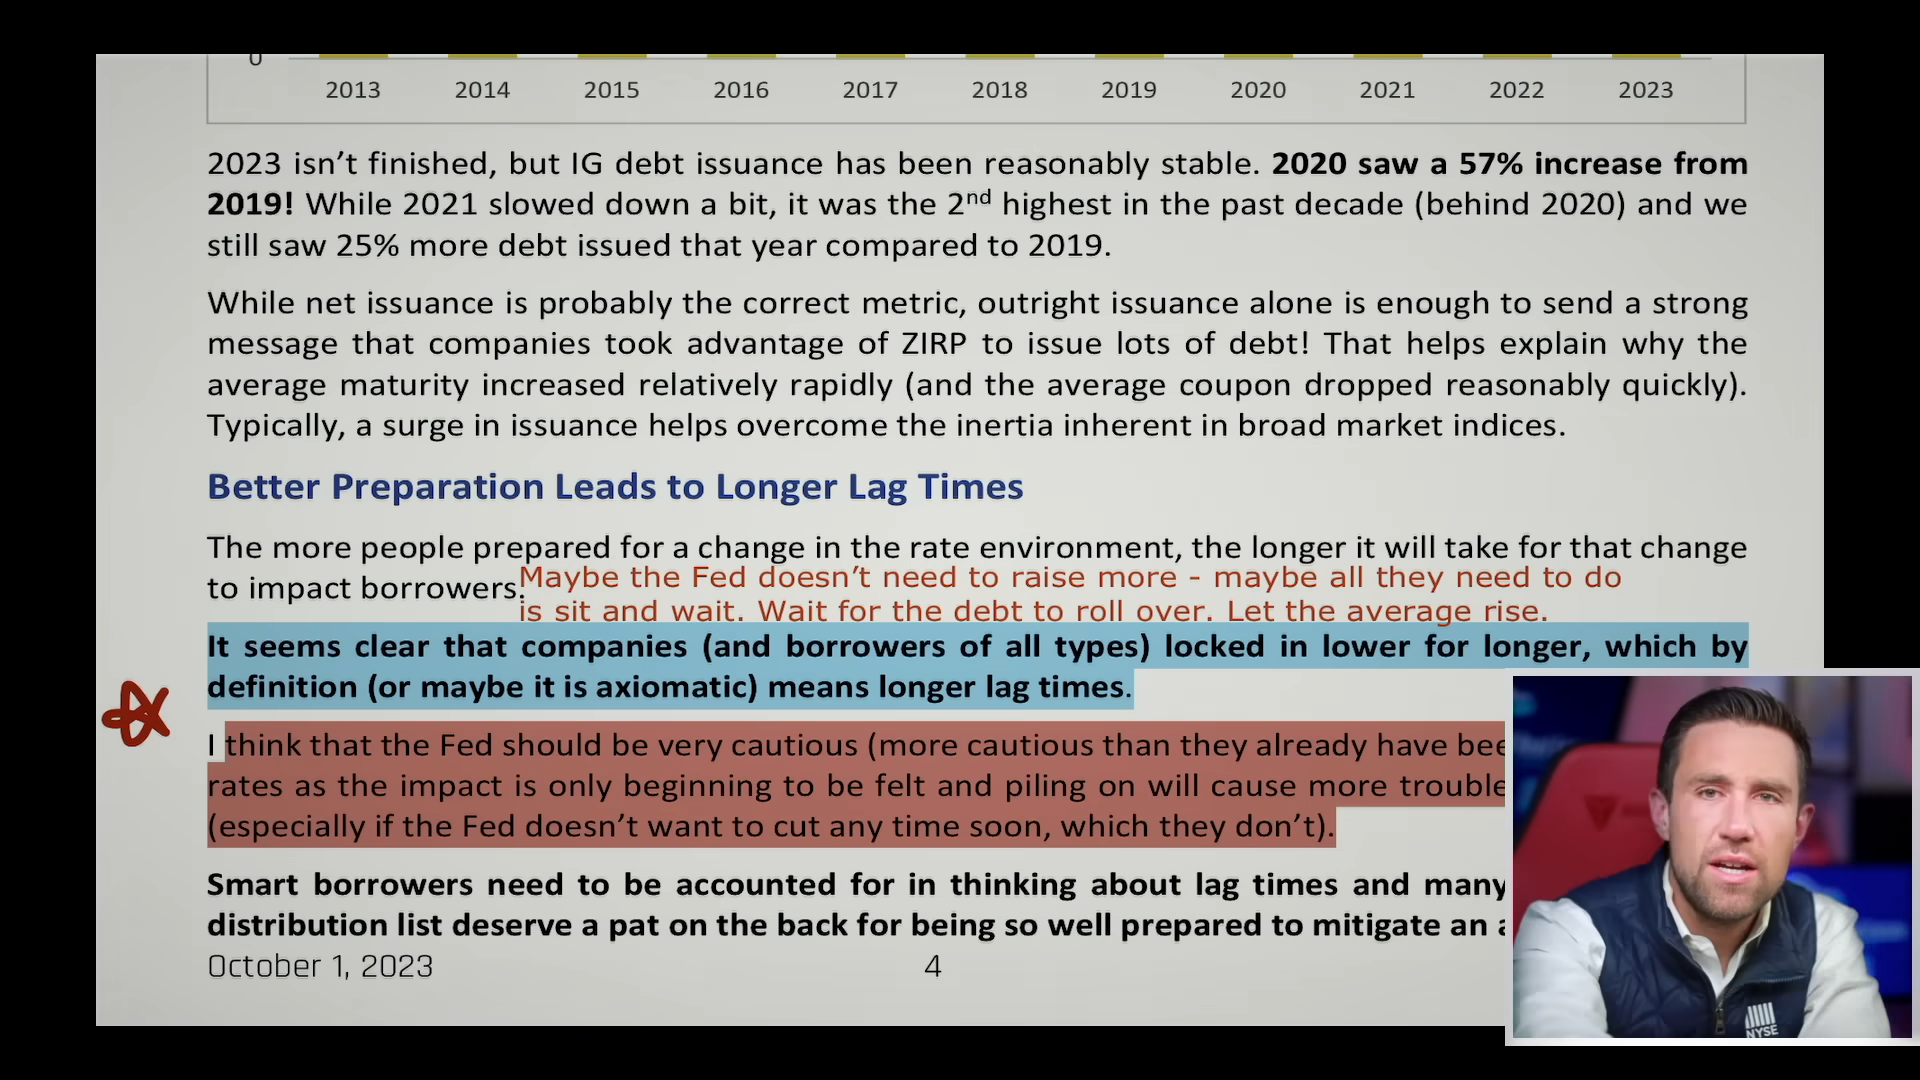 0
2013 2014 2015 2016 2017 2018 2019 2020 2021 2022 2023
2023 isn't finished, but IG debt issuance has been reasonably stable. 2020 saw a 57% increase from
2019! While 2021 slowed down a bit, it was the 2nd highest in the past decade (behind 2020) and we
still saw 25% more debt issued that year compared to 2019.
While net issuance is probably the correct metric, outright issuance alone is enough to send a strong
message that companies took advantage of ZIRP to issue lots of debt! That helps explain why the
average maturity increased relatively rapidly (and the average coupon dropped reasonably quickly).
Typically, a surge in issuance helps overcome the inertia inherent in broad market indices.
Better Preparation Leads to Longer Lag Times
The more people prepared for a change in the rate environment, the longer it will take for that change
to impact borrowers.
Maybe the Fed doesn't need to raise more - maybe all they need to do
is sit and wait. Wait for the debt to roll over. Let the average rise.
It seems clear that companies (and borrowers of all types) locked in lower for longer, which by
definition (or maybe it is axiomatic) means longer lag times.
I think that the Fed should be very cautious (more cautious than they already have bee
rates as the impact is only beginning to be felt and piling on will cause more trouble
(especially if the Fed doesn't want to cut any time soon, which they don't).
Smart borrowers need to be accounted for in thinking about lag times and many
distribution list deserve a pat on the back for being so well prepared to mitigate an a
October 1, 2023 4
NYSE